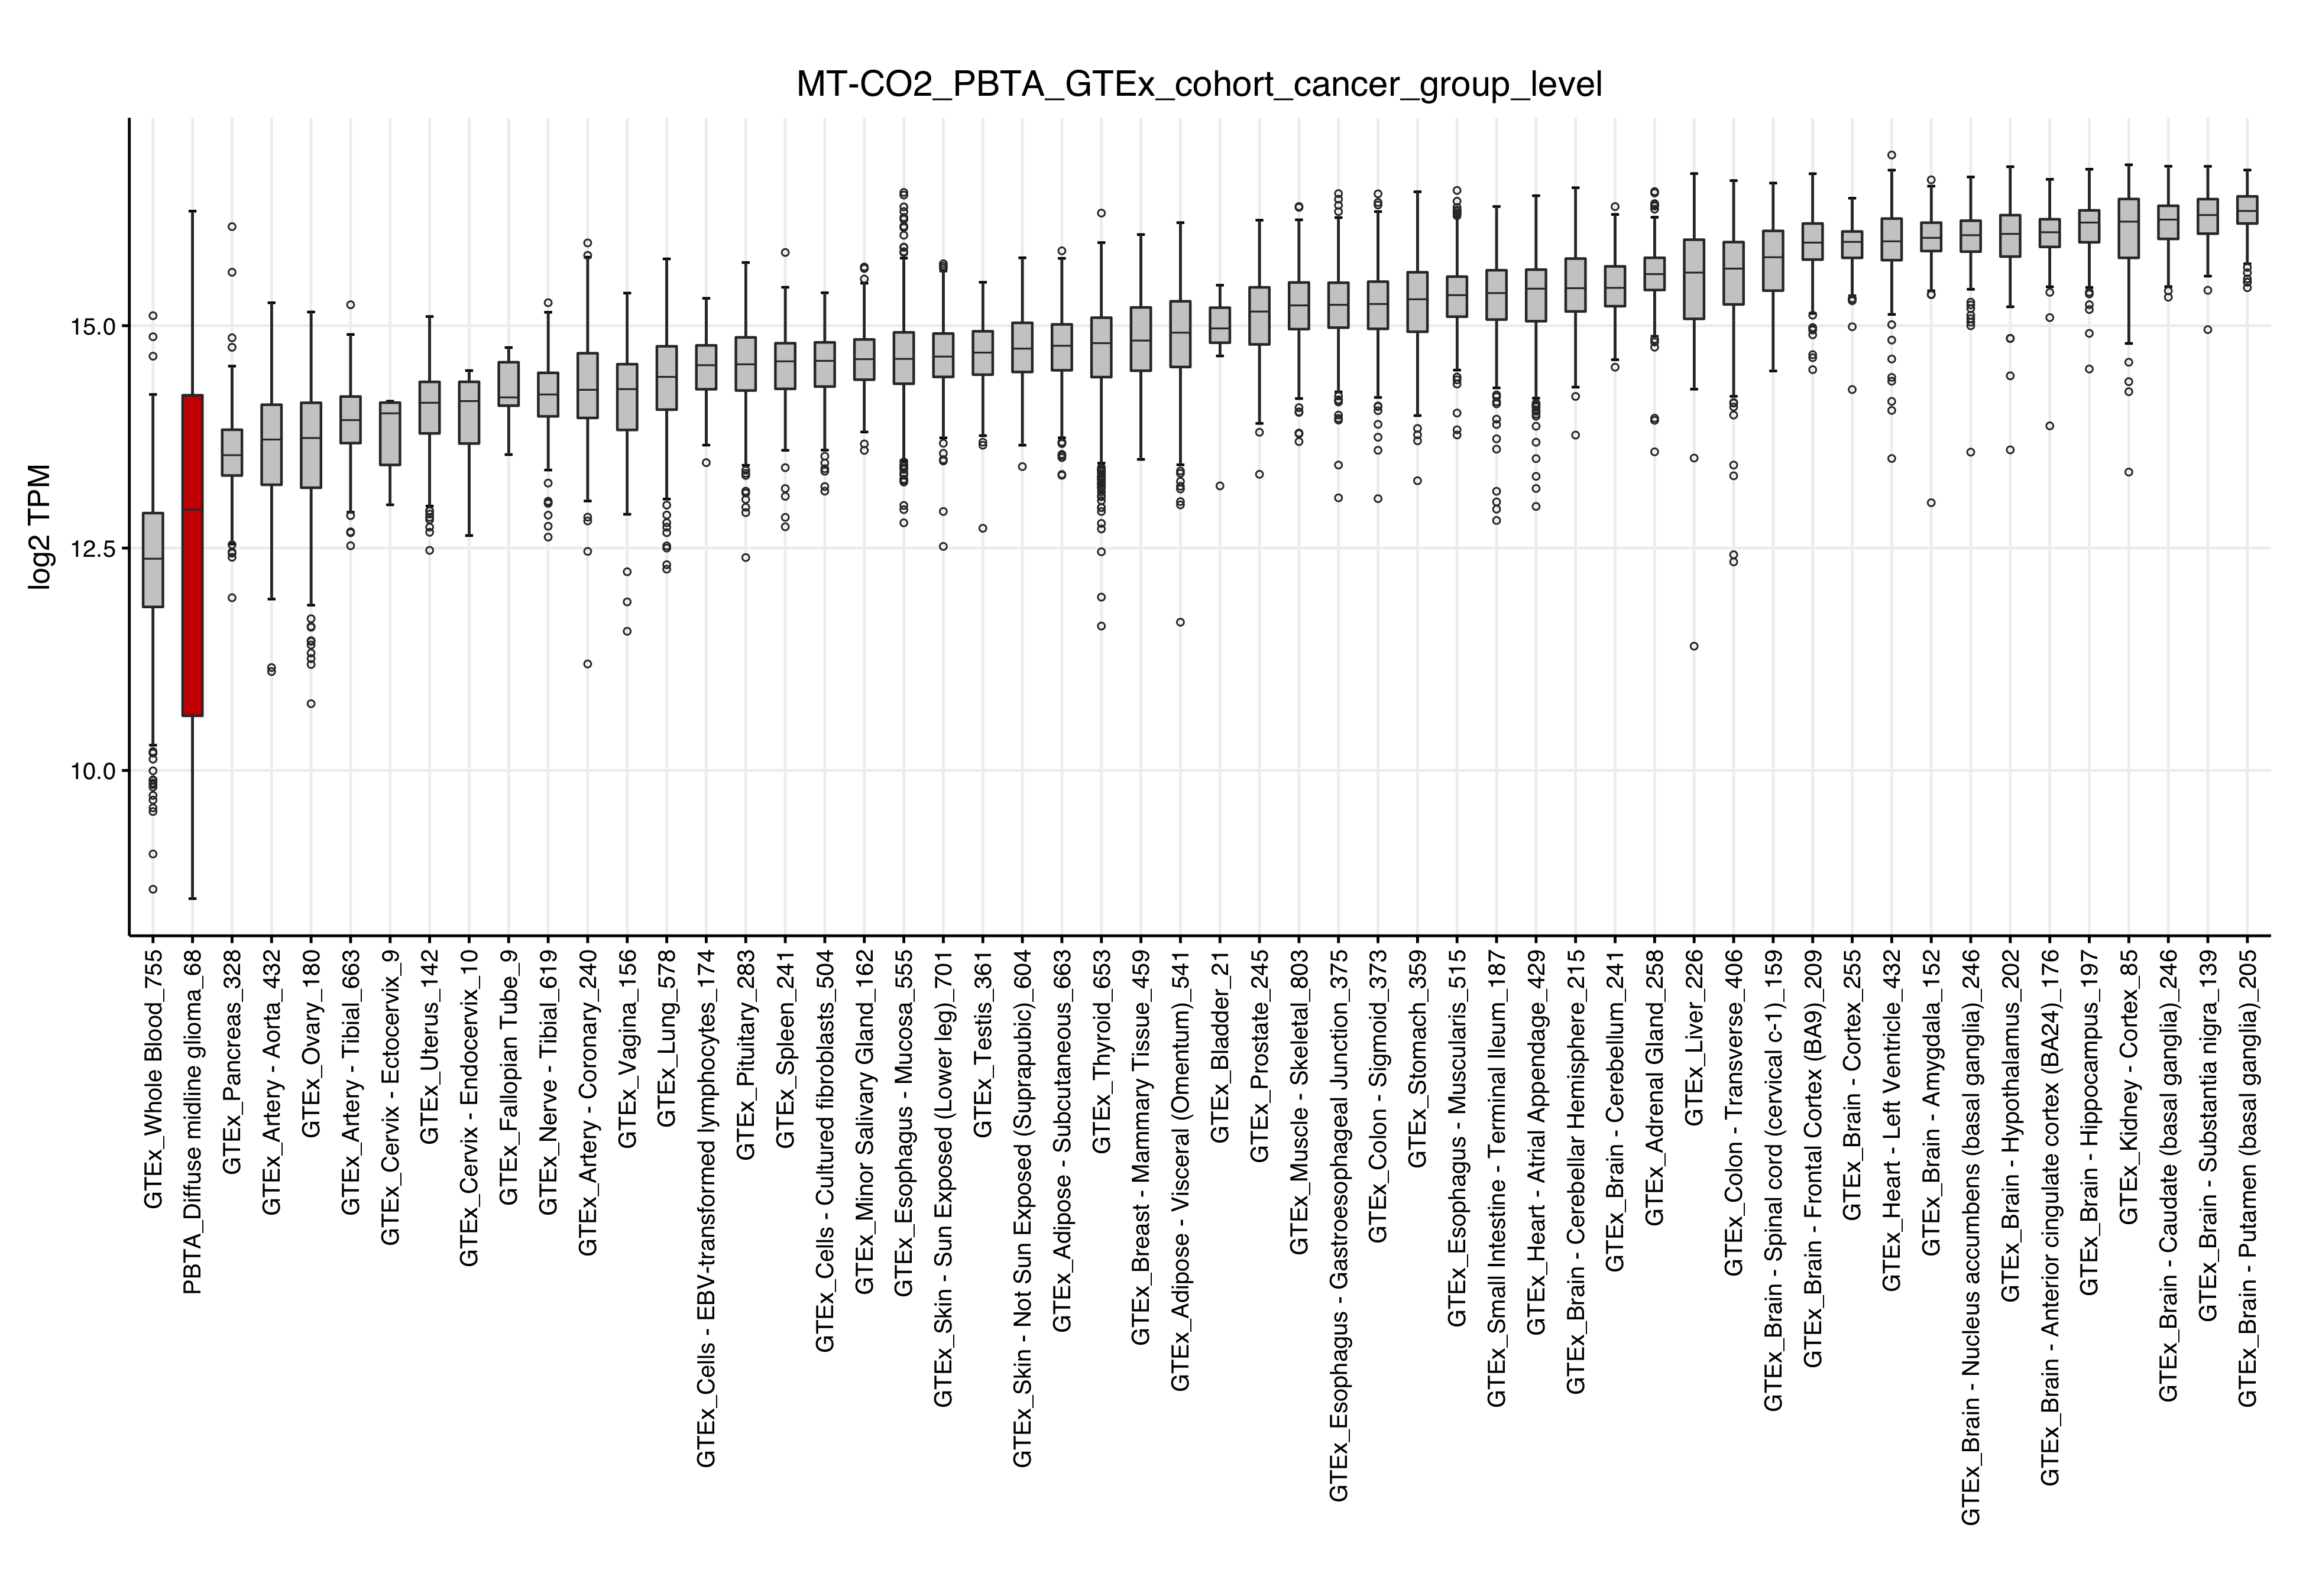 MT-CO2_PBTA_GTEx_cohort_cancer_group_level
log2 TPM
15.0
12.5
10.0
GTEx_Whole Blood_755
PBTA_Diffuse midline glioma_68
GTEx_Pancreas_328
GTEx_Artery - Aorta_432
GTEx_Ovary_180
GTEx_Artery - Tibial_663
GTEx_Cervix - Ectocervix_9
GTEx_Uterus_142
GTEx_Cervix - Endocervix_10
GTEx_Fallopian Tube_9
GTEx_Nerve - Tibial_619
GTEx_Artery - Coronary_240
GTEx_Vagina_156
GTEx_Lung_578
GTEx_Cells - EBV-transformed lymphocytes_174
GTEx_Pituitary_283
GTEx_Spleen_241
GTEx_Cells - Cultured fibroblasts_504
GTEx_Minor Salivary Gland_162
GTEx_Esophagus - Mucosa_555
GTEx_Skin - Sun Exposed (Lower leg)_701
GTEx_Testis_361
GTEx_Skin - Not Sun Exposed (Suprapubic)_604
GTEx_Adipose - Subcutaneous_663
GTEx_Thyroid_653
GTEx_Breast - Mammary Tissue_459
GTEx_Adipose - Visceral (Omentum)_541
GTEx_Bladder_21
GTEx_Prostate_245
GTEx_Muscle - Skeletal_803
GTEx_Esophagus - Gastroesophageal Junction_375
GTEx_Colon - Sigmoid_373
GTEx_Stomach_359
GTEx_Esophagus - Muscularis_515
GTEx_Small Intestine - Terminal Ileum_187
GTEx_Heart - Atrial Appendage_429
GTEx_Brain - Cerebellar Hemisphere_215
GTEx_Brain - Cerebellum_241
GTEx_Adrenal Gland_258
GTEx_Liver_226
GTEx_Colon - Transverse_406
GTEx_Brain - Spinal cord (cervical c-1)_159
GTEx_Brain - Frontal Cortex (BA9)_209
GTEx_Brain - Cortex_255
GTEx_Heart - Left Ventricle_432
GTEx_Brain - Amygdala_152
GTEx_Brain - Nucleus accumbens (basal ganglia)_246
GTEx_Brain - Hypothalamus_202
GTEx_Brain - Anterior cingulate cortex (BA24)_176
GTEx_Brain - Hippocampus_197
GTEx_Kidney - Cortex_85
GTEx_Brain - Caudate (basal ganglia)_246
GTEx_Brain - Substantia nigra_139
GTEx_Brain - Putamen (basal ganglia)_205